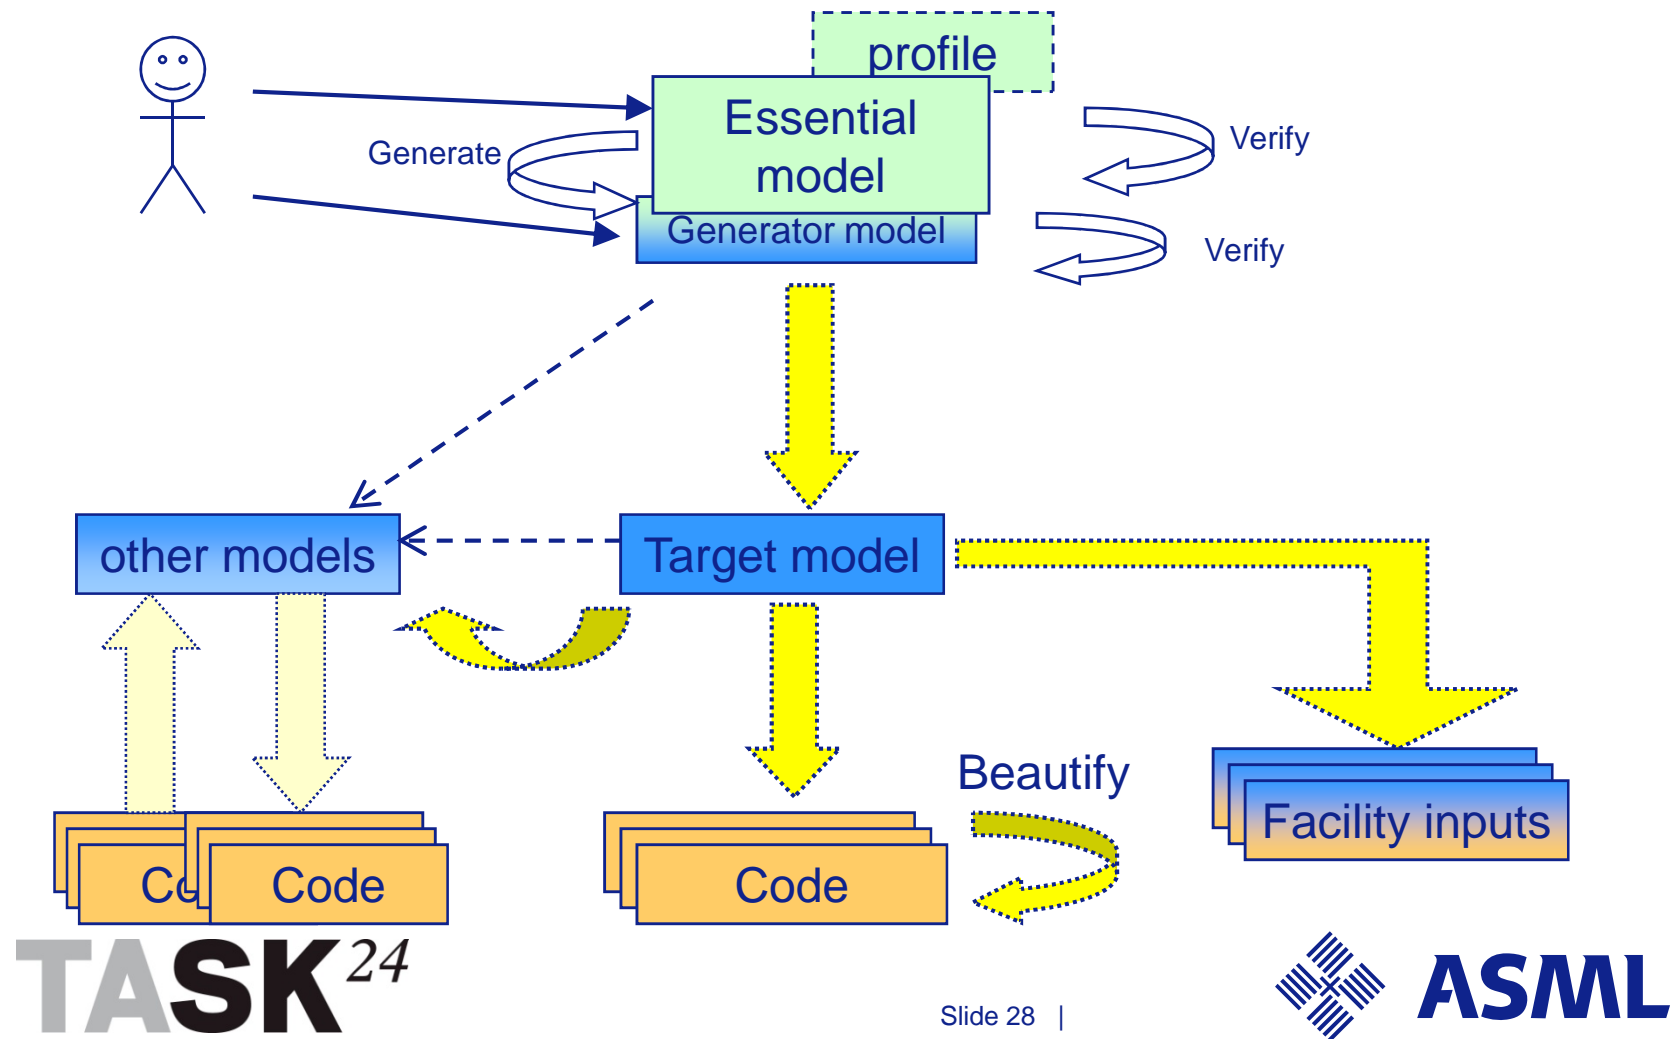 profile
Essential
model
Generate
Verify
Generator model
Verify
other models
Target model
Beautify
Facility inputs
Code
Code
TASK24
Slide 28 |
ASML